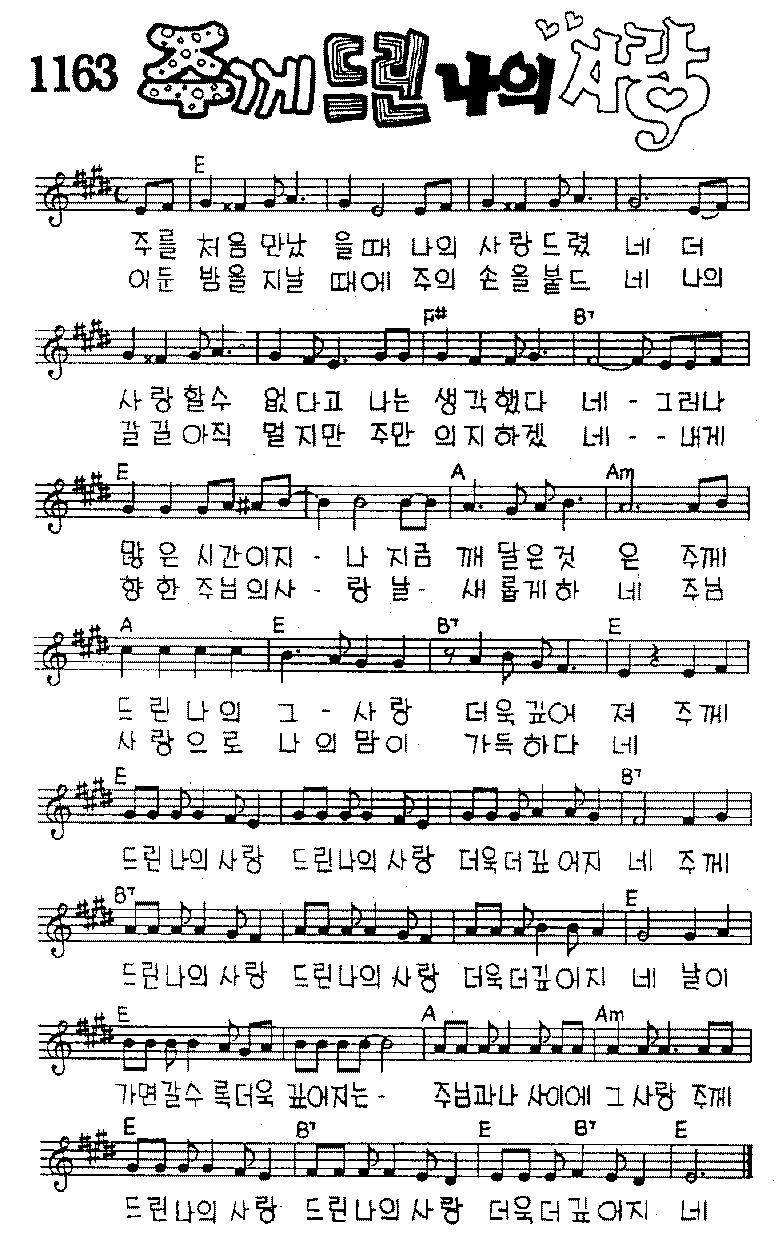 1163 주께 드린 나의 사랑
E
주를 처음 만났 을때 나의 사랑드렸 네 더
어둔 밤을 지날 때에 주의 손을 붙드 네 나의
F# B7
사랑할수 없다고 나는 생각했다 네 - 그러나
갈길아직 멀지만 주만 의지하겠 네 - - 내게
E A Am
많은 시간이지 - 나 지금 깨 달은것 은 주께
향한 주님의사 - 랑 날 - 새 롭게하 네 주님
A E B7 E
드린 나의 그 - 사랑 더욱깊어 져 주께
사랑으로 나의맘이 가득하다 네
E B7
드린나의사랑 드린나의사랑 더욱더깊어지 네 주께
B7 E
드린나의사랑 드린나의사랑 더욱더깊어지 네 날이
E A Am
가면갈수 록더욱 깊어지는 - 주님과나 사이에 그 사랑 주께
E B7 E B7 E
드린나의 사랑 드린나의사랑 더욱더깊어지 네